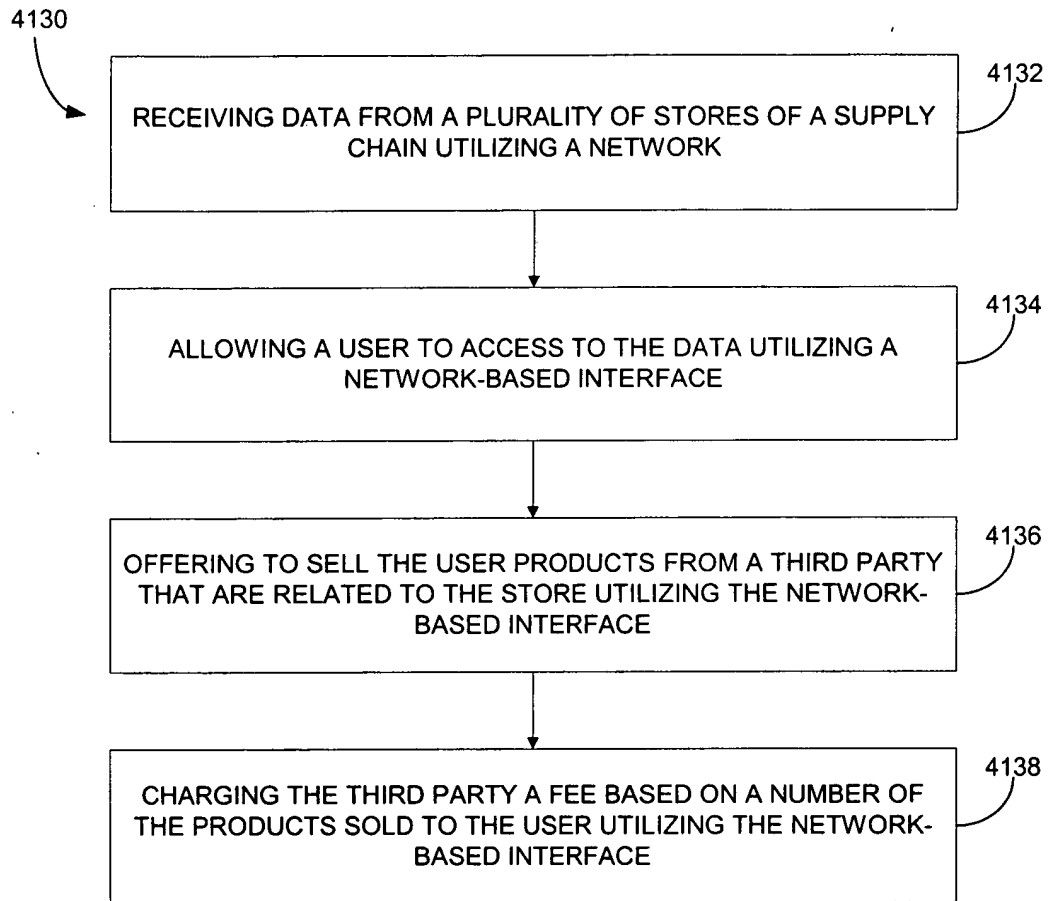 4130
4132
RECEIVING DATA FROM A PLURALITY OF STORES OF A SUPPLY
CHAIN UTILIZING A NETWORK
4134
ALLOWING A USER TO ACCESS TO THE DATA UTILIZING A
NETWORK-BASED INTERFACE
4136
OFFERING TO SELL THE USER PRODUCTS FROM A THIRD PARTY
THAT ARE RELATED TO THE STORE UTILIZING THE NETWORK-
BASED INTERFACE
4138
CHARGING THE THIRD PARTY A FEE BASED ON A NUMBER OF
THE PRODUCTS SOLD TO THE USER UTILIZING THE NETWORK-
BASED INTERFACE